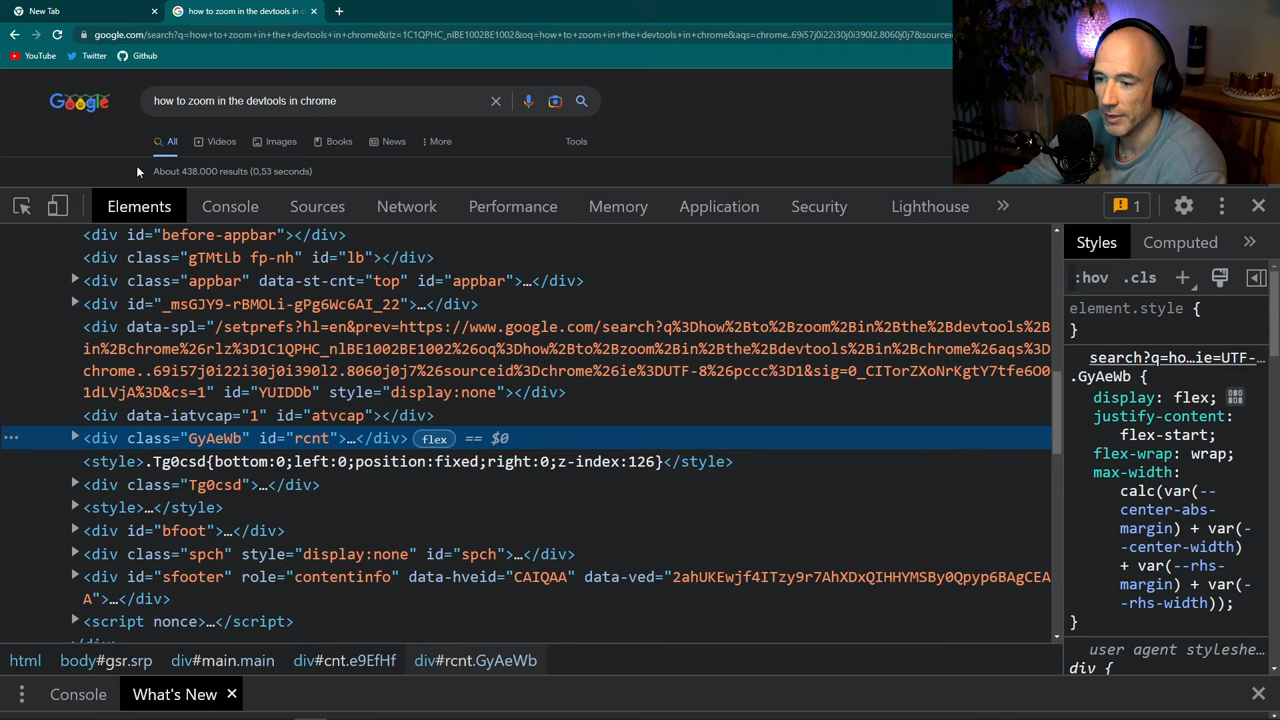 New Tab
how to zoom in the devtools in c
google.com/search?q=how+to+zoom+in+the+devtools+in+chrome&rlz=1C1QPHC_nlBE1002BE1002&oq=how+to+zoom+in+the+devtools+in+chrome&aqs=chrome..69i57j0i22i30j0i390l2.8060j0j7&sourceid
YouTube
Twitter
Github
Google
how to zoom in the devtools in chrome
All
Videos
Images
Books
News
More
Tools
About 438.000 results (0,53 seconds)
Elements
Console
Sources
Network
Performance
Memory
Application
Security
Lighthouse
1
<div id="before-appbar"></div>
<div class="gTMtLb fp-nh" id="lb"></div>
<div class="appbar" data-st-cnt="top" id="appbar">…</div>
<div id="_msGJY9-rBMOLi-gPg6Wc6AI_22">…</div>
<div data-spl="/setprefs?hl=en&prev=https://www.google.com/search?q%3Dhow%2Bto%2Bzoom%2Bin%2Bthe%2Bdevtools%2B
in%2Bchrome%26rlz%3D1C1QPHC_nlBE1002BE1002%26oq%3Dhow%2Bto%2Bzoom%2Bin%2Bthe%2Bdevtools%2Bin%2Bchrome%26aqs%3D
chrome..69i57j0i22i30j0i390l2.8060j0j7%26sourceid%3Dchrome%26ie%3DUTF-8%26pccc%3D1&sig=0_CITorZXoNrKgtY7tfe6O0
1dLVjA%3D&cs=1" id="YUIDDb" style="display:none"></div>
<div data-iatvcap="1" id="atvcap"></div>
<div class="GyAeWb" id="rcnt">…</div> flex == $0
<style>.Tg0csd{bottom:0;left:0;position:fixed;right:0;z-index:126}</style>
<div class="Tg0csd">…</div>
<style>…</style>
<div id="bfoot">…</div>
<div class="spch" style="display:none" id="spch">…</div>
<div id="sfooter" role="contentinfo" data-hveid="CAIQAA" data-ved="2ahUKEwjf4ITzy9r7AhXDxQIHHYMSBy0Qpyp6BAgCEA
A">…</div>
<script nonce>…</script>
Styles
Computed
:hov
.cls
element.style {
}
search?q=ho…ie=UTF-…
.GyAeWb {
display: flex;
justify-content:
flex-start;
flex-wrap: wrap;
max-width:
calc(var(--
center-abs-
margin) + var(-
-center-width)
+ var(--rhs-
margin) + var(-
-rhs-width));
}
user agent styleshe…
div {
html
body#gsr.srp
div#main.main
div#cnt.e9EfHf
div#rcnt.GyAeWb
Console
What's New